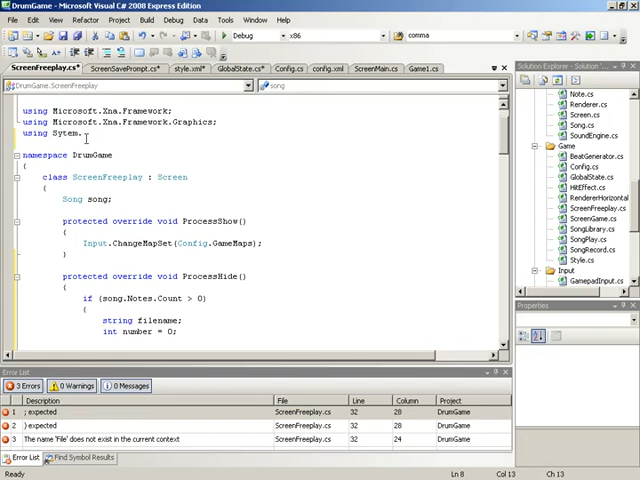 DrumGame - Microsoft Visual C# 2008 Express Edition
File Edit View Refactor Project Build Debug Data Tools Window Help
Debug x86 comma
ScreenFreeplay.cs* ScreenSavePrompt.cs* style.xml* GlobalState.cs* Config.cs config.xml ScreenMain.cs Game1.cs
DrumGame.ScreenFreeplay song
using Microsoft.Xna.Framework;
using Microsoft.Xna.Framework.Graphics;
using Sytem.
namespace DrumGame
{
class ScreenFreeplay : Screen
{
Song song;
protected override void ProcessShow()
{
Input.ChangeMapSet(Config.GameMaps);
}
protected override void ProcessHide()
{
if (song.Notes.Count > 0)
{
string filename;
int number = 0;
Solution Explorer
Note.cs
Renderer.cs
Screen.cs
Song.cs
SoundEngine.cs
Game
BeatGenerator.cs
Config.cs
GlobalState.cs
HitEffect.cs
RendererHorizontal
ScreenFreeplay.cs
ScreenGame.cs
SongLibrary.cs
SongPlay.cs
SongRecord.cs
Style.cs
Input
GamepadInput.cs
Properties
Error List
3 Errors 0 Warnings 0 Messages
Description File Line Column Project
1 ; expected ScreenFreeplay.cs 32 28 DrumGame
2 ) expected ScreenFreeplay.cs 32 28 DrumGame
3 The name 'File' does not exist in the current context ScreenFreeplay.cs 32 24 DrumGame
Error List Find Symbol Results
Ready Ln 8 Col 13 Ch 13